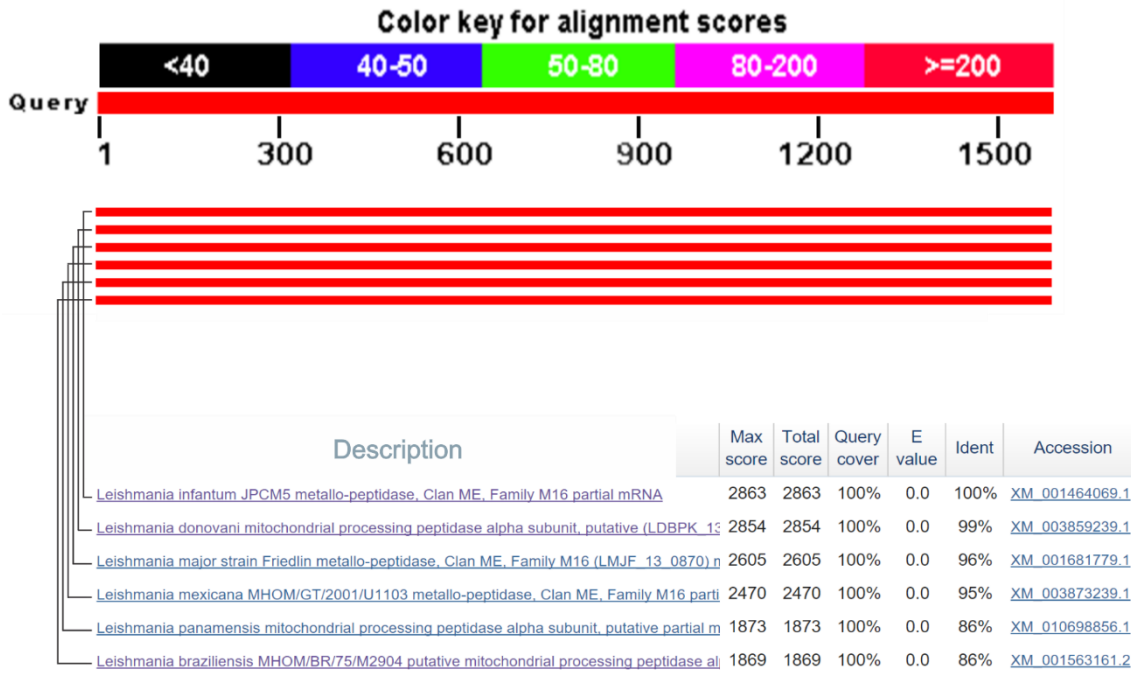 Color key for alignment scores
<40 40-50 50-80 80-200 >=200
Query
1 300 600 900 1200 1500
Description Max score Total score Query cover E value Ident Accession
Leishmania infantum JPCM5 metallo-peptidase, Clan ME, Family M16 partial mRNA 2863 2863 100% 0.0 100% XM_001464069.1
Leishmania donovani mitochondrial processing peptidase alpha subunit, putative (LDBPK_13 2854 2854 100% 0.0 99% XM_003859239.1
Leishmania major strain Friedlin metallo-peptidase, Clan ME, Family M16 (LMJF_13_0870) m 2605 2605 100% 0.0 96% XM_001681779.1
Leishmania mexicana MHOM/GT/2001/U1103 metallo-peptidase, Clan ME, Family M16 parti 2470 2470 100% 0.0 95% XM_003873239.1
Leishmania panamensis mitochondrial processing peptidase alpha subunit, putative partial m 1873 1873 100% 0.0 86% XM_010698856.1
Leishmania braziliensis MHOM/BR/75/M2904 putative mitochondrial processing peptidase al 1869 1869 100% 0.0 86% XM_001563161.2